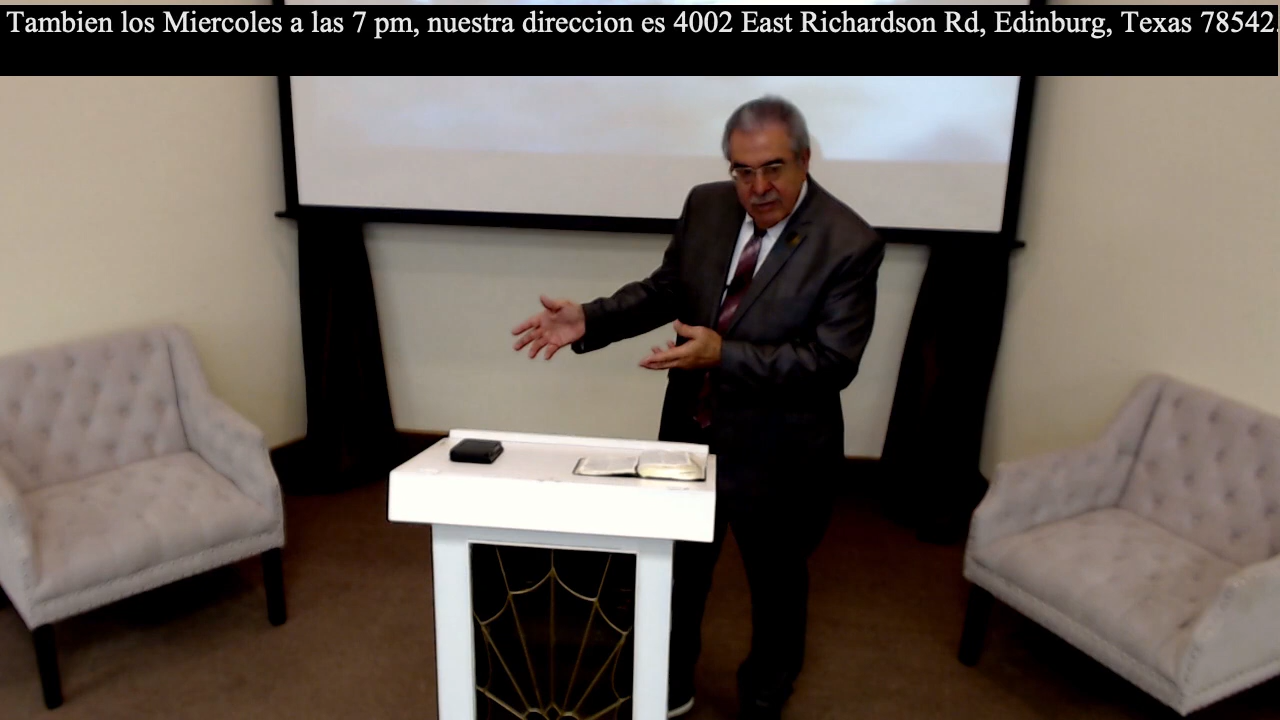 Tambien los Miercoles a las 7 pm, nuestra direccion es 4002 East Richardson Rd, Edinburg, Texas 78542.